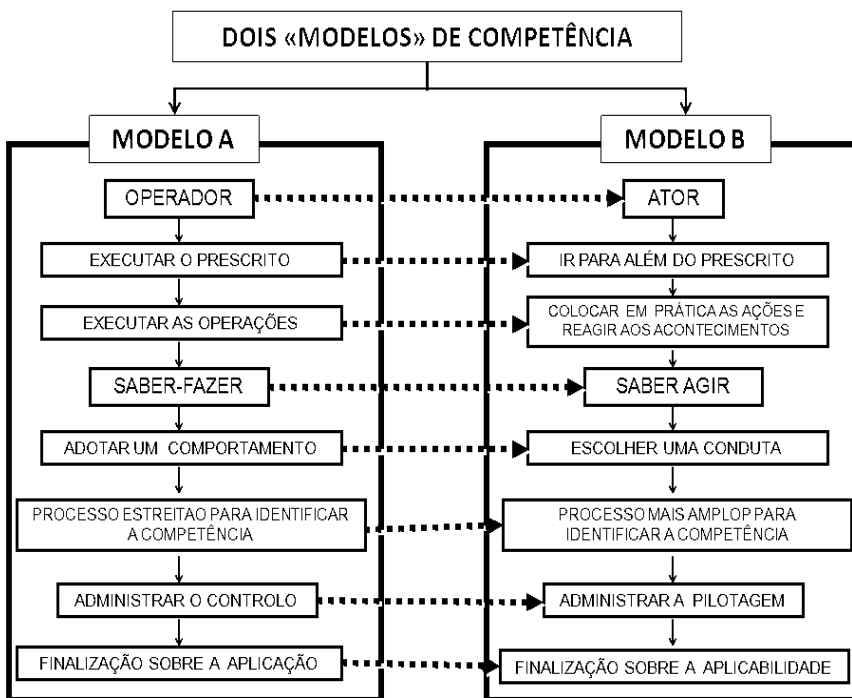 DOIS «MODELOS» DE COMPETÊNCIA
MODELO A
MODELO B
OPERADOR
ATOR
EXECUTAR O PRESCRITO
IR PARA ALÉM DO PRESCRITO
EXECUTAR AS OPERAÇÕES
COLOCAR EM PRÁTICA AS AÇÕES E
REAGIR AOS ACONTECIMENTOS
SABER-FAZER
SABER AGIR
ADOTAR UM COMPORTAMENTO
ESCOLHER UMA CONDUTA
PROCESSO ESTREITAO PARA IDENTIFICAR
A COMPETÊNCIA
PROCESSO MAIS AMPLOP PARA
IDENTIFICAR A COMPETÊNCIA
ADMINISTRAR O CONTROLO
ADMINISTRAR A PILOTAGEM
FINALIZAÇÃO SOBRE A APLICAÇÃO
FINALIZAÇÃO SOBRE A APLICABILIDADE